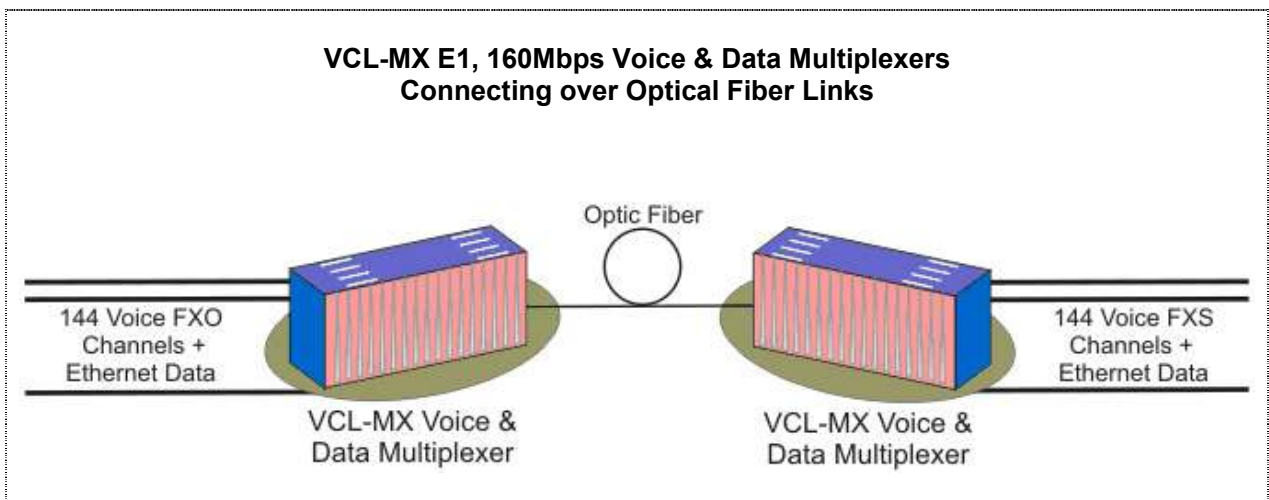 VCL-MX E1, 160Mbps Voice & Data Multiplexers
Connecting over Optical Fiber Links
Optic Fiber
144 Voice FXO
Channels +
Ethernet Data
144 Voice FXS
Channels +
Ethernet Data
VCL-MX Voice &
Data Multiplexer
VCL-MX Voice &
Data Multiplexer